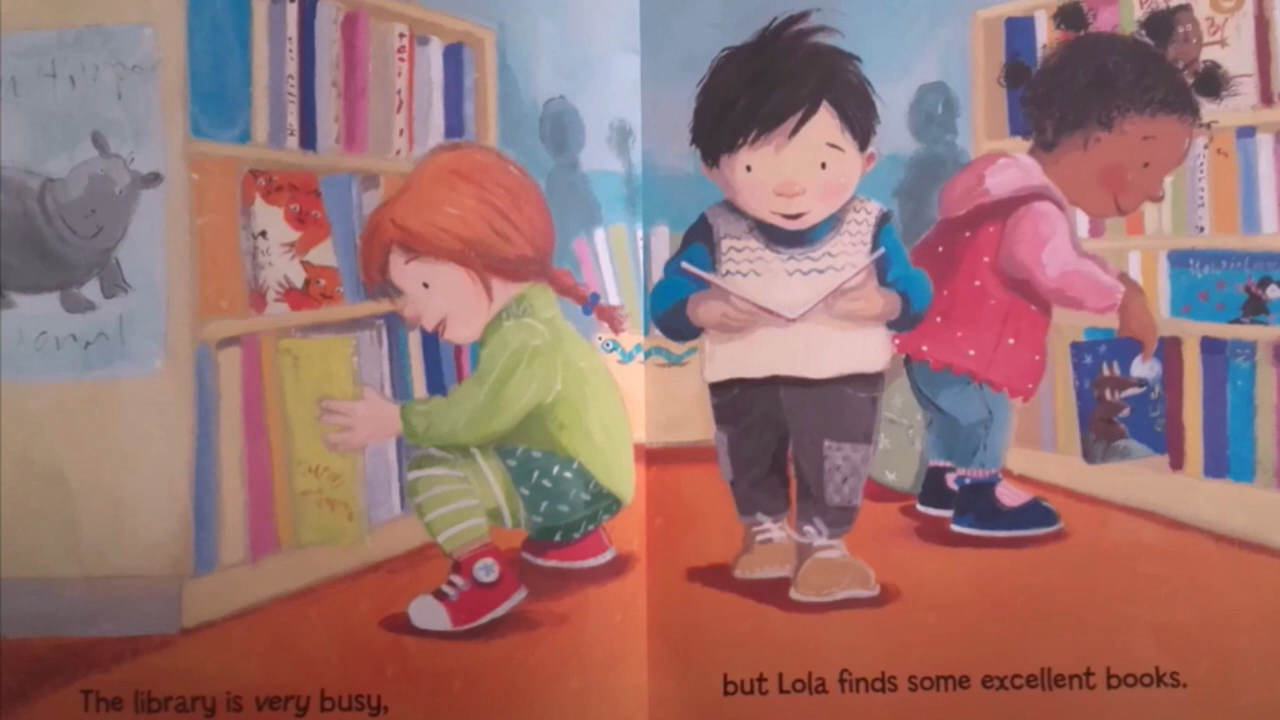 The library is very busy,
but Lola finds some excellent books.